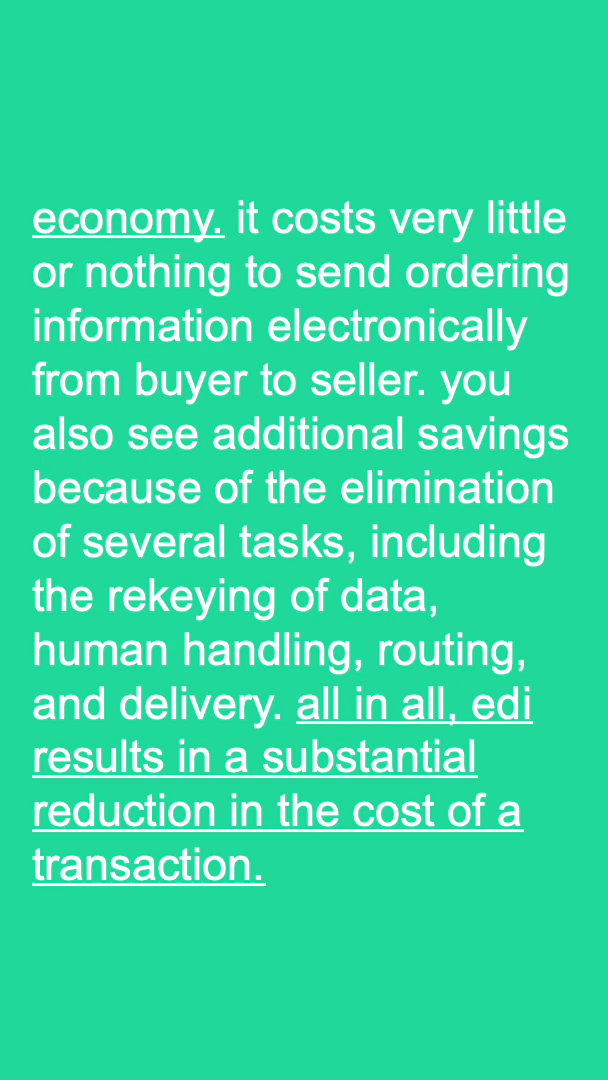 economy. it costs very little
or nothing to send ordering
information electronically
from buyer to seller. you
also see additional savings
because of the elimination
of several tasks, including
the rekeying of data,
human handling, routing,
and delivery. all in all, edi
results in a substantial
reduction in the cost of a
transaction.